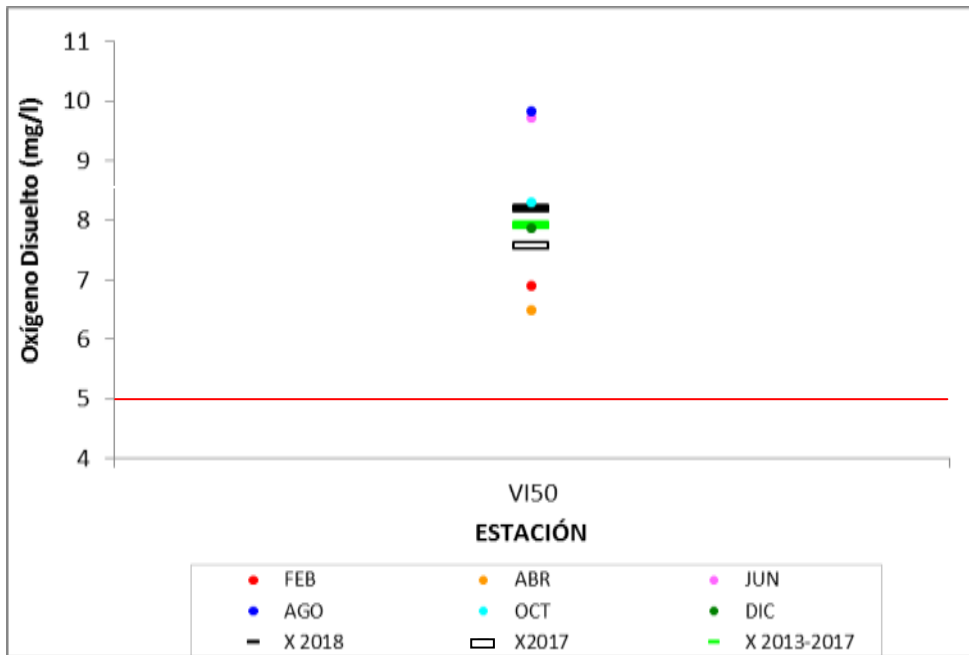 11
10
9
8
7
6
5
4
Oxígeno Disuelto (mg/l)
VI50
ESTACIÓN
FEB ABR JUN
AGO OCT DIC
X 2018 X2017 X 2013-2017